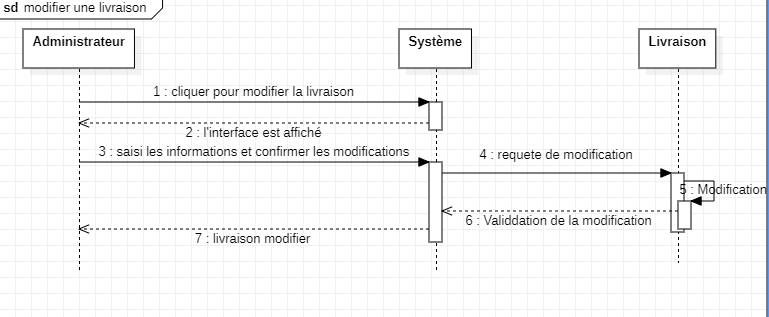 sd modifier une livraison
Administrateur
Système
Livraison
1 : cliquer pour modifier la livraison
2 : l'interface est affiché
3 : saisi les informations et confirmer les modifications
4 : requete de modification
5 : Modification
6 : Validdation de la modification
7 : livraison modifier